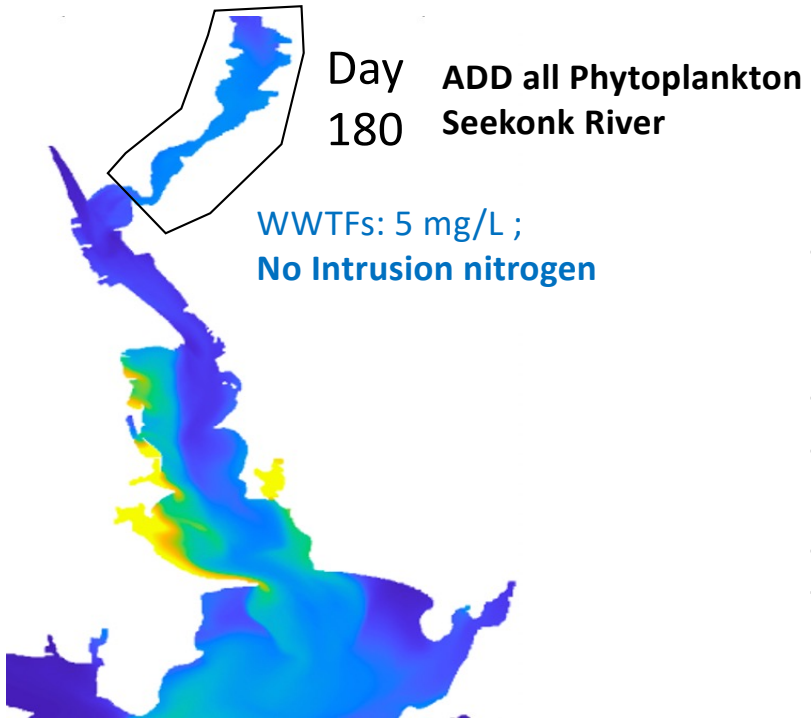 Day
180
ADD all Phytoplankton
Seekonk River
WWTFs: 5 mg/L ;
No Intrusion nitrogen